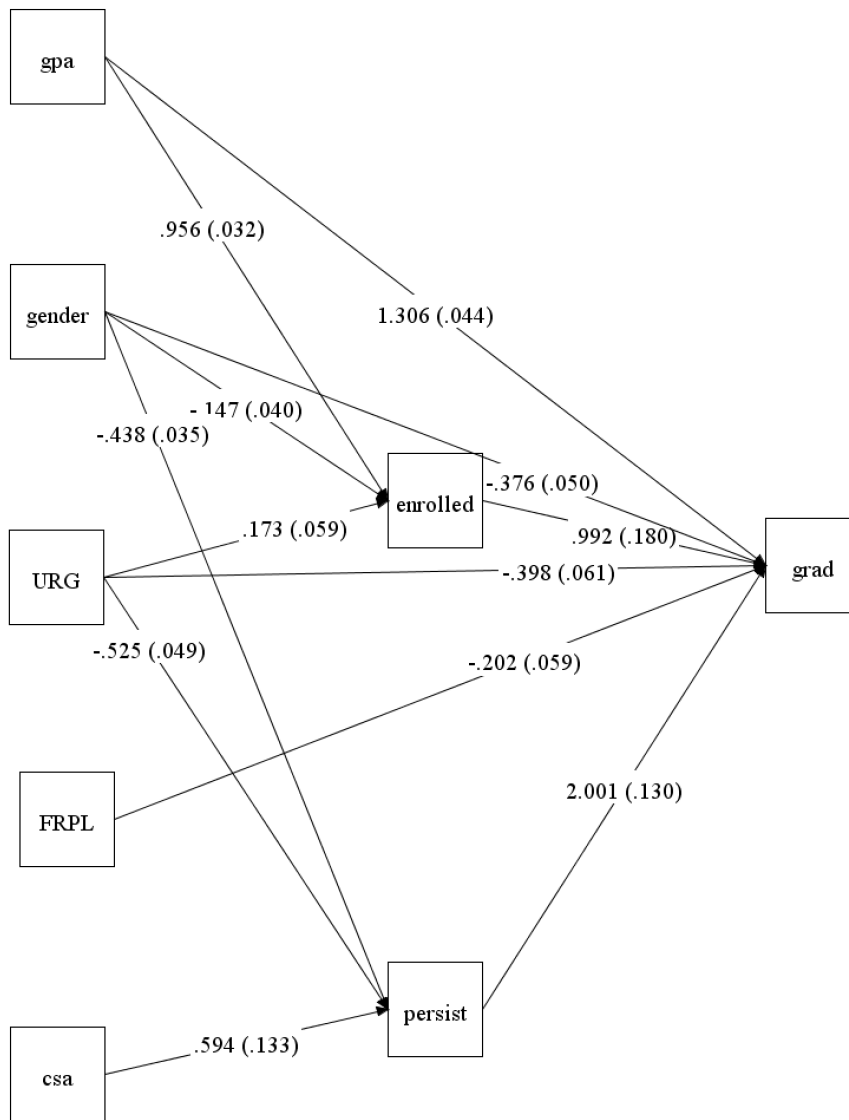 gpa
.956 (.032)
gender
1.306 (.044)
-.147 (.040)
-.438 (.035)
-.376 (.050)
enrolled
.173 (.059)
.992 (.180)
URG
-.398 (.061)
grad
-.525 (.049)
-.202 (.059)
FRPL
2.001 (.130)
persist
.594 (.133)
csa